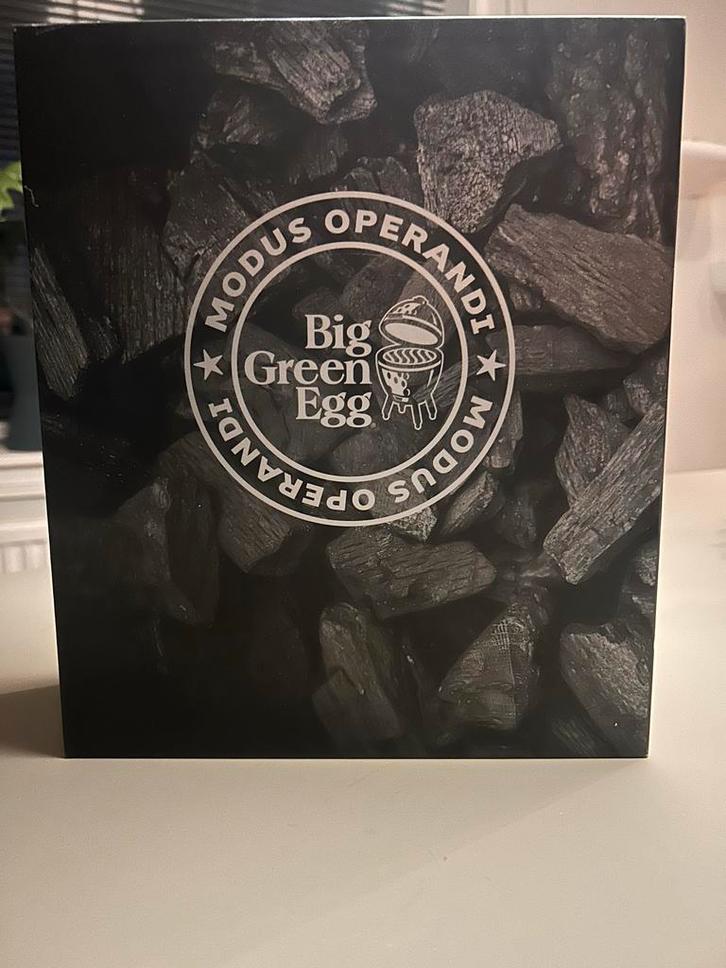 MODUS OPERANDI
Big
Green
Egg®
MODUS OPERANDI